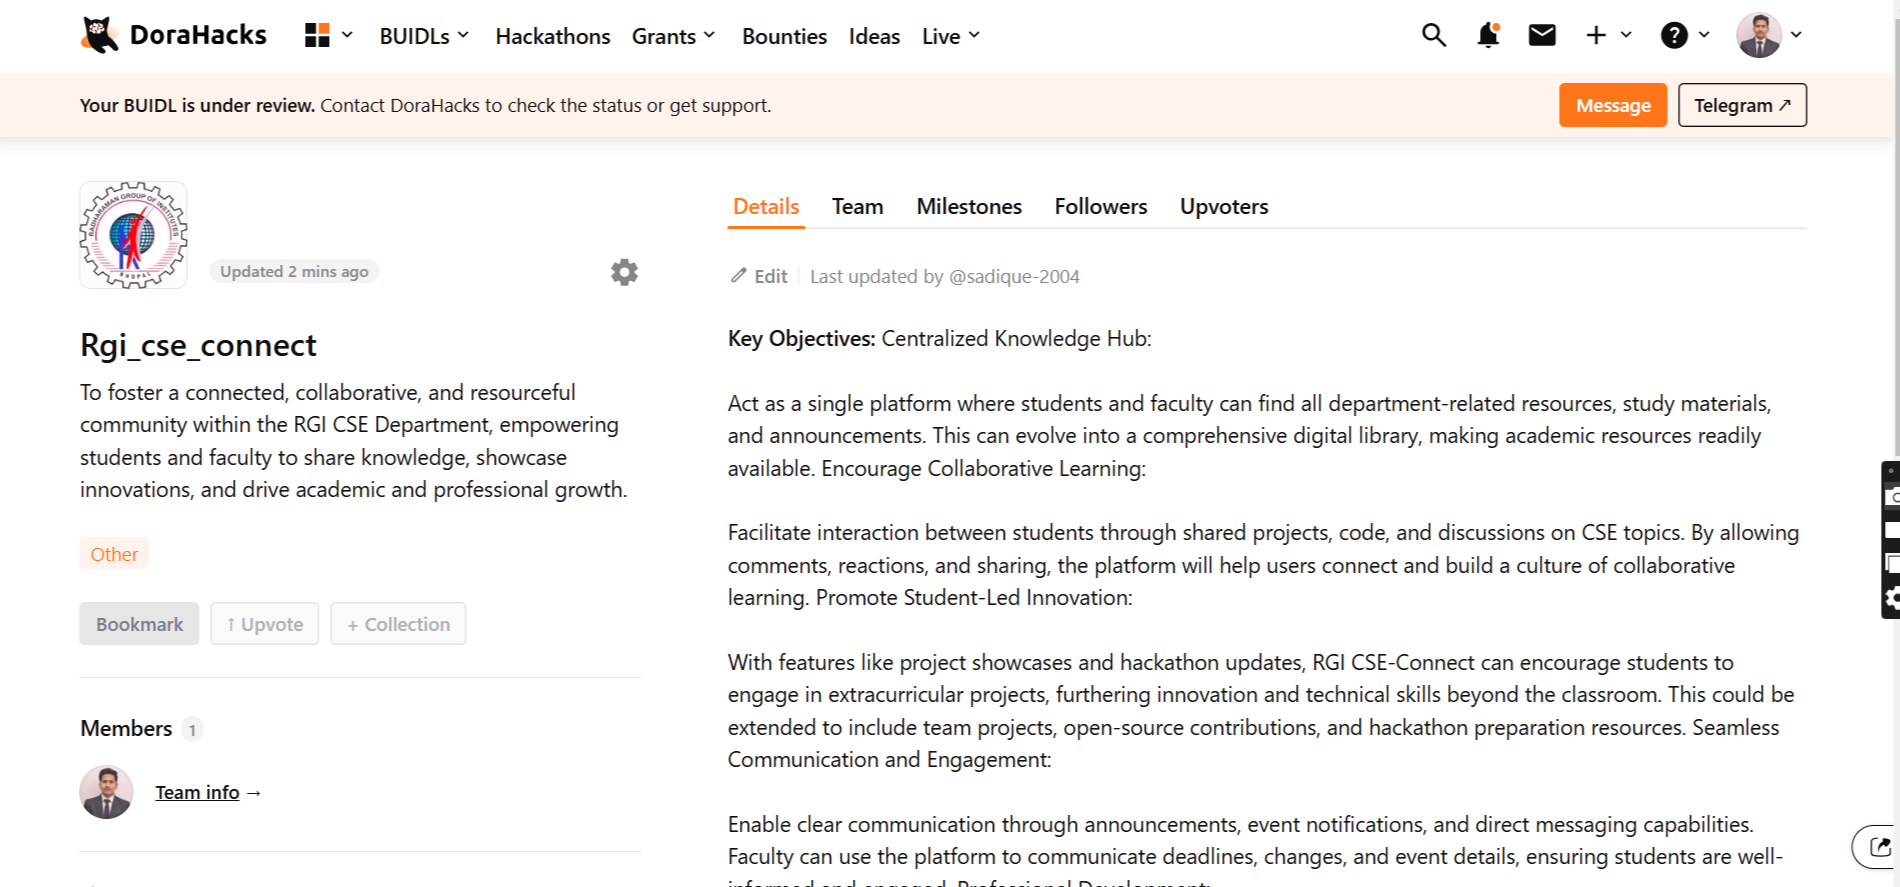 DoraHacks
BUIDLs
Hackathons
Grants
Bounties
Ideas
Live
Your BUIDL is under review. Contact DoraHacks to check the status or get support.
Message
Telegram ↗
RADHARAMAN GROUP OF INSTITUTES
BHOPAL
Updated 2 mins ago
Rgi_cse_connect
To foster a connected, collaborative, and resourceful
community within the RGI CSE Department, empowering
students and faculty to share knowledge, showcase
innovations, and drive academic and professional growth.
Other
Bookmark
↑ Upvote
+ Collection
Members 1
Team info →
Details
Team
Milestones
Followers
Upvoters
Edit
Last updated by @sadique-2004
Key Objectives: Centralized Knowledge Hub:
Act as a single platform where students and faculty can find all department-related resources, study materials,
and announcements. This can evolve into a comprehensive digital library, making academic resources readily
available. Encourage Collaborative Learning:
Facilitate interaction between students through shared projects, code, and discussions on CSE topics. By allowing
comments, reactions, and sharing, the platform will help users connect and build a culture of collaborative
learning. Promote Student-Led Innovation:
With features like project showcases and hackathon updates, RGI CSE-Connect can encourage students to
engage in extracurricular projects, furthering innovation and technical skills beyond the classroom. This could be
extended to include team projects, open-source contributions, and hackathon preparation resources. Seamless
Communication and Engagement:
Enable clear communication through announcements, event notifications, and direct messaging capabilities.
Faculty can use the platform to communicate deadlines, changes, and event details, ensuring students are well-
informed and engaged. Professional Development: